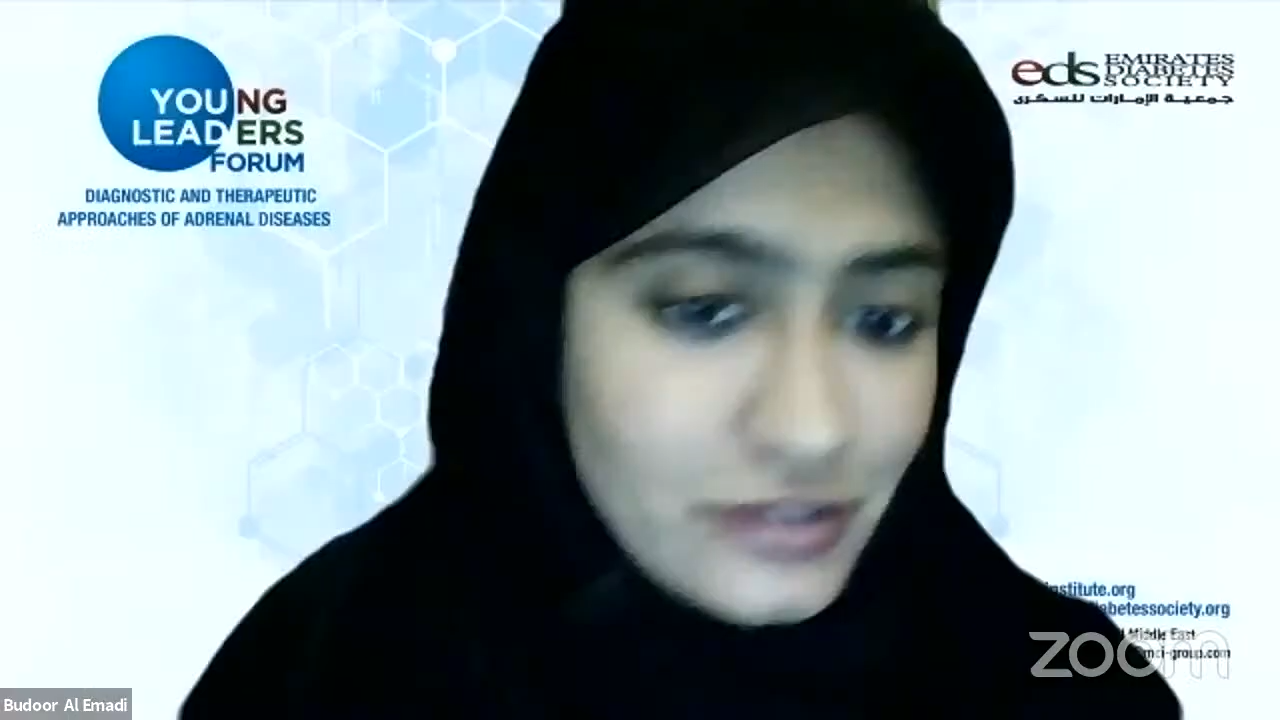 YOUNG
LEADERS
FORUM
DIAGNOSTIC AND THERAPEUTIC
APPROACHES OF ADRENAL DISEASES
eds EMIRATES
DIABETES
SOCIETY
جمعية الإمارات للسكري
institute.org
abetessociety.org
Middle East
mci-group.com
zoom
Budoor Al Emadi